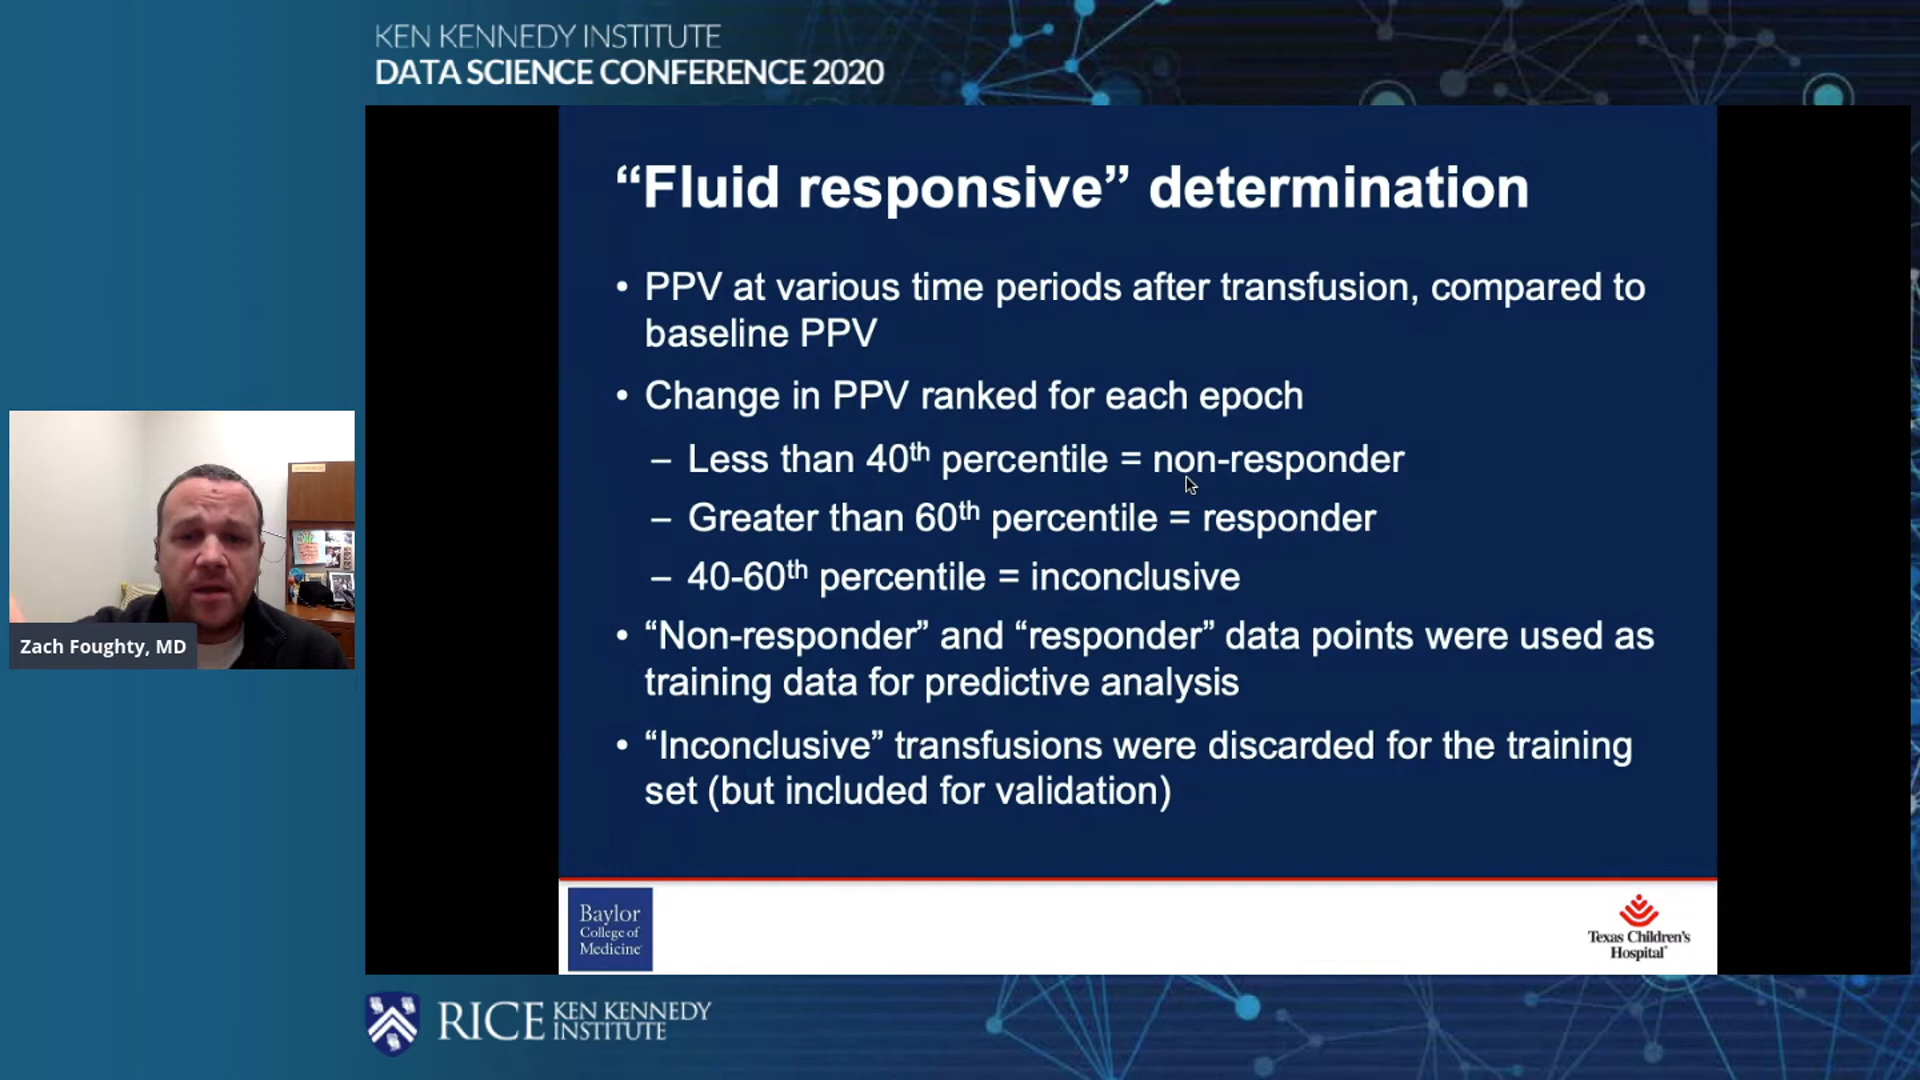 KEN KENNEDY INSTITUTE
DATA SCIENCE CONFERENCE 2020
“Fluid responsive” determination
• PPV at various time periods after transfusion, compared to
baseline PPV
• Change in PPV ranked for each epoch
– Less than 40th percentile = non-responder
– Greater than 60th percentile = responder
– 40-60th percentile = inconclusive
• “Non-responder” and “responder” data points were used as
training data for predictive analysis
• “Inconclusive” transfusions were discarded for the training
set (but included for validation)
Zach Foughty, MD
Baylor
College of
Medicine
Texas Children's
Hospital
RICE KEN KENNEDY
INSTITUTE